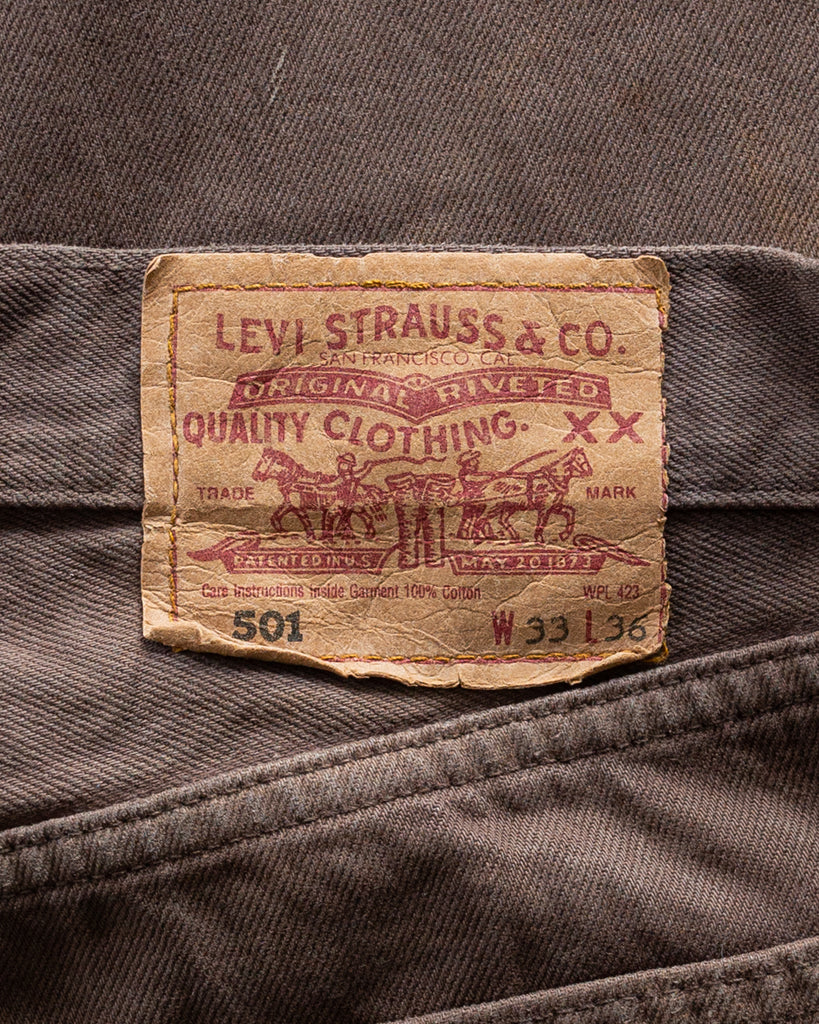 LEVI STRAUSS & CO.
SAN FRANCISCO CAL
ORIGINAL RIVETED
QUALITY CLOTHING. XX
TRADE MARK
PATENTED IN U.S. MAY 20 1873
Care Instructions Inside Garment 100% Cotton WPL 423
501 W 33 L 36